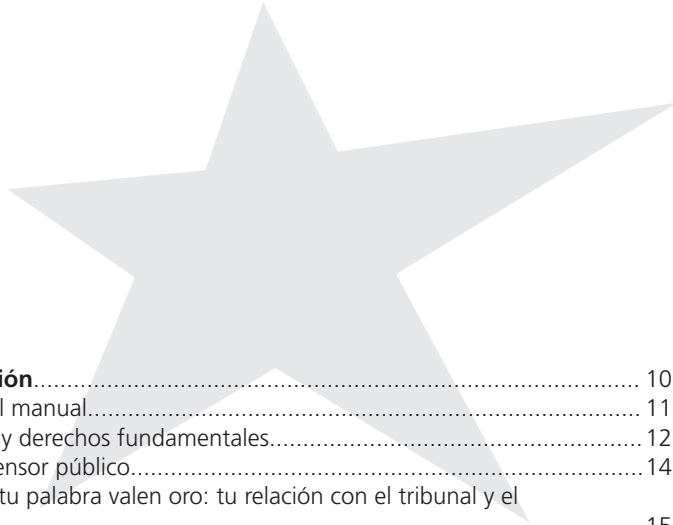 ión.......... 10
l manual.......... 11
y derechos fundamentales.......... 12
ensor público.......... 14
tu palabra valen oro: tu relación con el tribunal y el
.......... 15